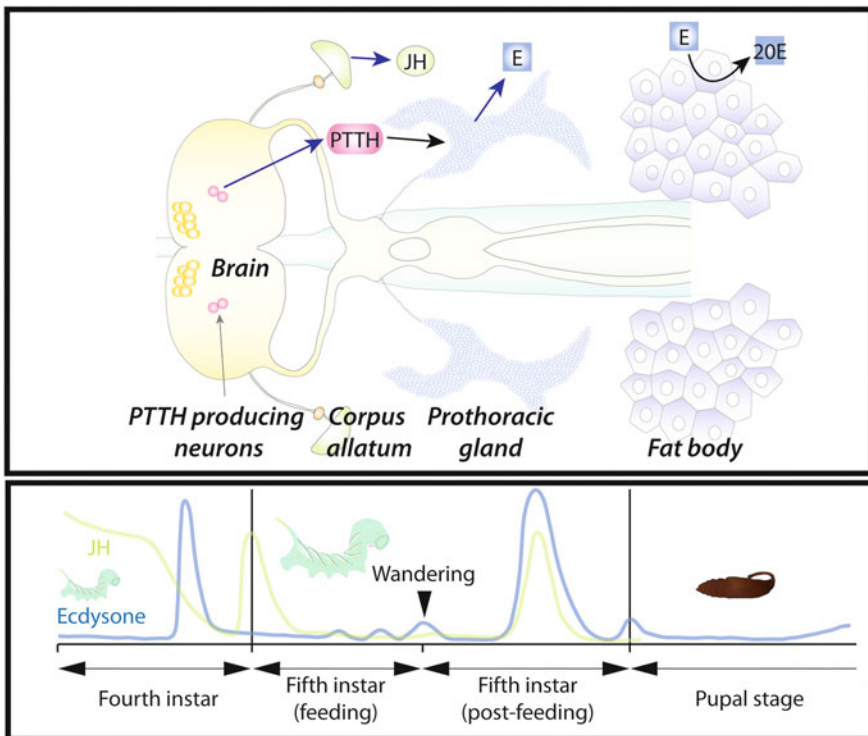 JH
E
E
20E
PTTH
Brain
PTTH producing
neurons
Corpus
allatum
Prothoracic
gland
Fat body
JH
Ecdysone
Wandering
Fourth instar
Fifth instar
(feeding)
Fifth instar
(post-feeding)
Pupal stage